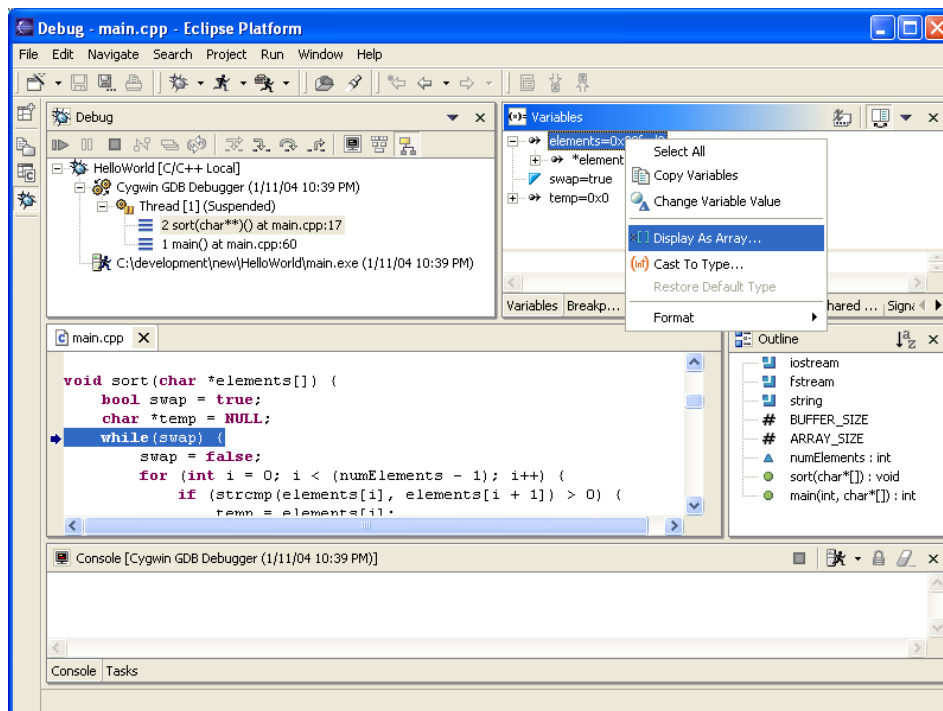 Debug - main.cpp - Eclipse Platform
File Edit Navigate Search Project Run Window Help
Debug
HelloWorld [C/C++ Local]
Cygwin GDB Debugger (1/11/04 10:39 PM)
Thread [1] (Suspended)
2 sort(char**)() at main.cpp:17
1 main() at main.cpp:60
C:\development\new\HelloWorld\main.exe (1/11/04 10:39 PM)
(x)= Variables
*element
swap=true
temp=0x0
Select All
Copy Variables
Change Variable Value
Display As Array...
Cast To Type...
Restore Default Type
Format
Variables Breakp... hared ...
main.cpp
void sort(char *elements[]) {
bool swap = true;
char *temp = NULL;
while(swap) {
swap = false;
for (int i = 0; i < (numElements - 1); i++) {
if (strcmp(elements[i], elements[i + 1]) > 0) {
temp = elements[i];
Outline
iostream
fstream
string
# BUFFER_SIZE
# ARRAY_SIZE
numElements : int
sort(char*[]) : void
main(int, char*[]) : int
Console [Cygwin GDB Debugger (1/11/04 10:39 PM)]
Console Tasks